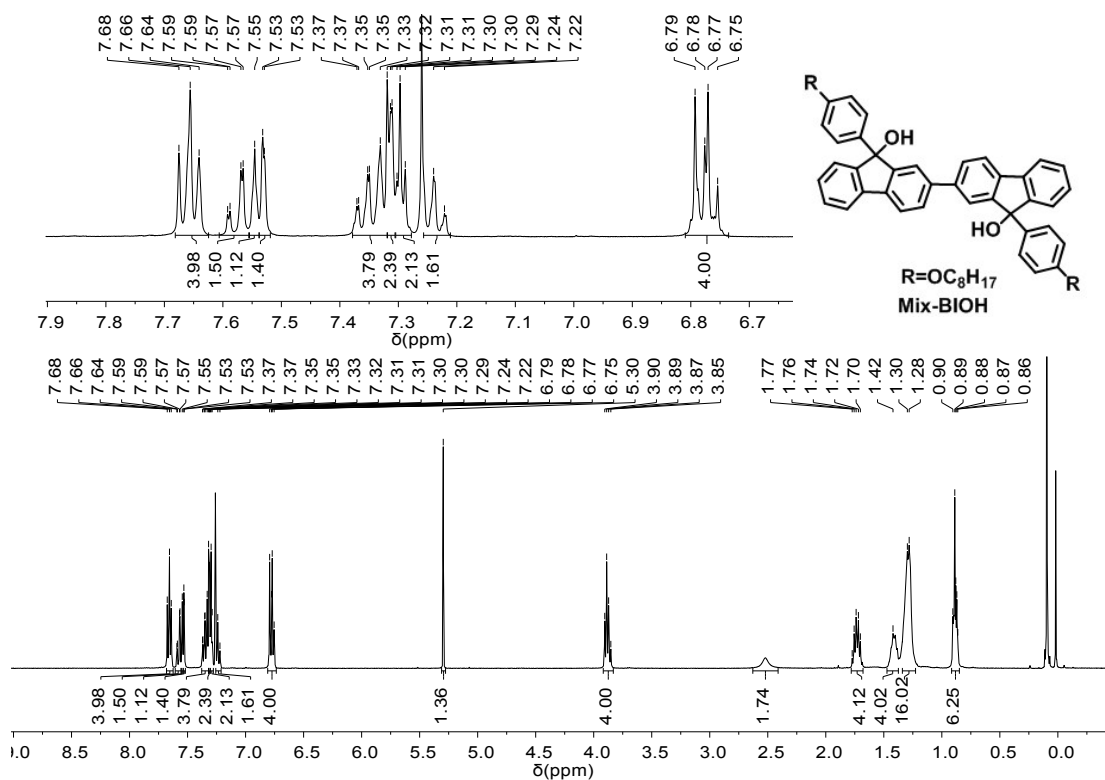 7.68 7.66 7.64 7.59 7.59 7.57 7.57 7.55 7.53 7.53 7.37 7.37 7.35 7.35 7.33 7.32 7.31 7.31 7.30 7.30 7.29 7.24 7.22 6.79 6.78 6.77 6.75
R
OH
OH
R
R=OC8H17
Mix-BIOH
3.98 1.50 1.12 1.40 3.79 2.39 2.13 1.61 4.00
7.9 7.8 7.7 7.6 7.5 7.4 7.3 7.2 7.1 7.0 6.9 6.8 6.7
δ(ppm)
7.68 7.66 7.64 7.59 7.59 7.57 7.57 7.55 7.53 7.53 7.37 7.37 7.35 7.35 7.33 7.32 7.31 7.31 7.30 7.30 7.29 7.24 7.22 6.79 6.78 6.77 6.75 5.30 3.90 3.89 3.87 3.85 1.77 1.76 1.74 1.72 1.70 1.42 1.30 1.28 0.90 0.89 0.88 0.87 0.86
3.98 1.50 1.12 1.40 3.79 2.39 2.13 1.61 4.00 1.36 4.00 1.74 4.12 4.02 16.02 6.25
.0 8.5 8.0 7.5 7.0 6.5 6.0 5.5 5.0 4.5 4.0 3.5 3.0 2.5 2.0 1.5 1.0 0.5 0.0
δ(ppm)